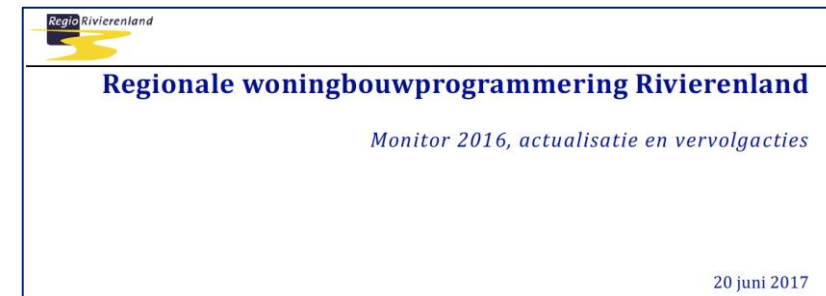 Regio Rivierenland
Regionale woningbouwprogrammering Rivierenland
Monitor 2016, actualisatie en vervolgacties
20 juni 2017